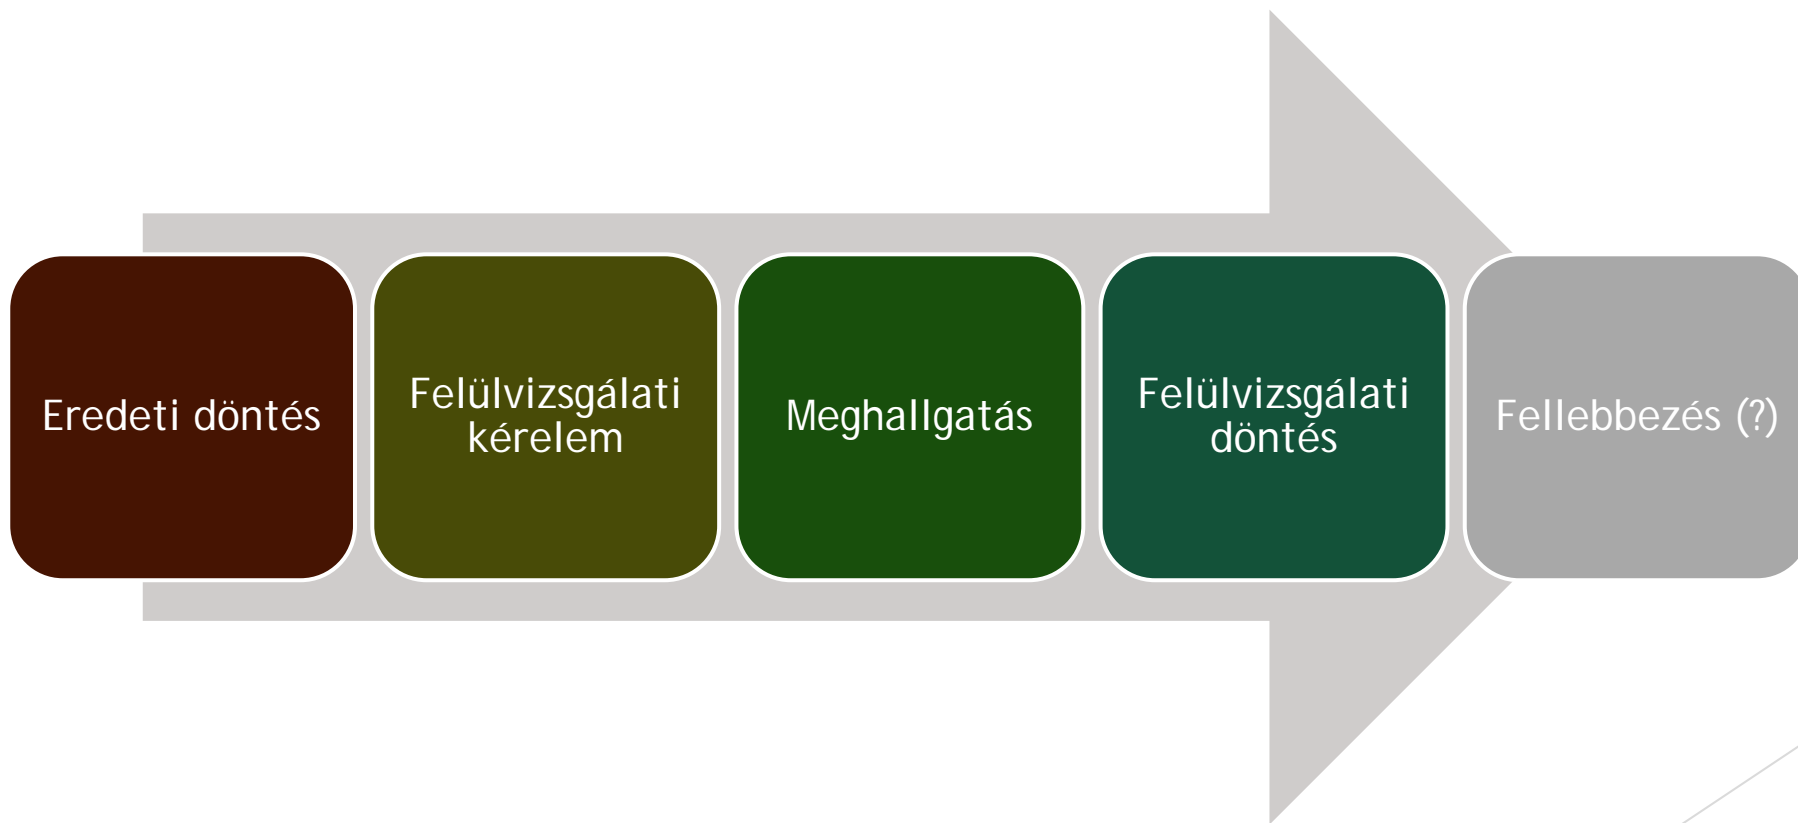 Eredeti döntés
Felülvizsgálati
kérelem
Meghallgatás
Felülvizsgálati
döntés
Fellebbezés (?)